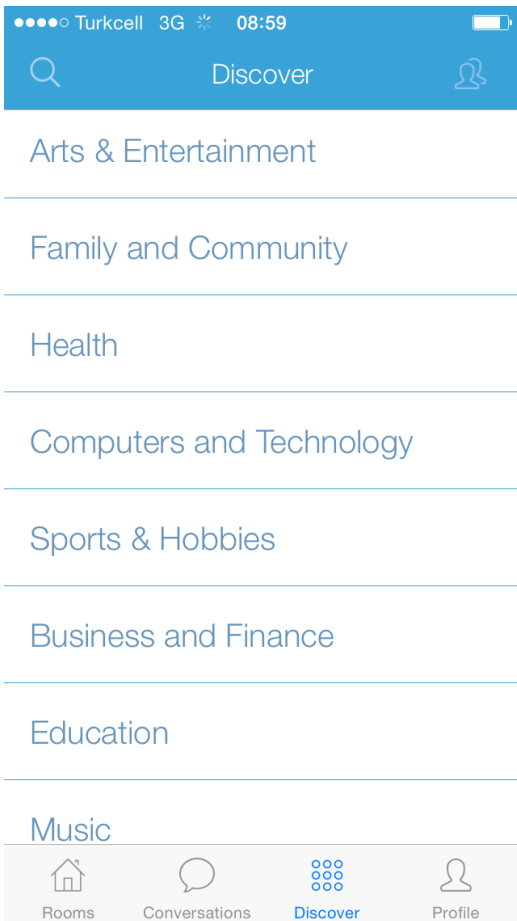 Turkcell 3G 08:59
Discover
Arts & Entertainment
Family and Community
Health
Computers and Technology
Sports & Hobbies
Business and Finance
Education
Music
Rooms Conversations Discover Profile